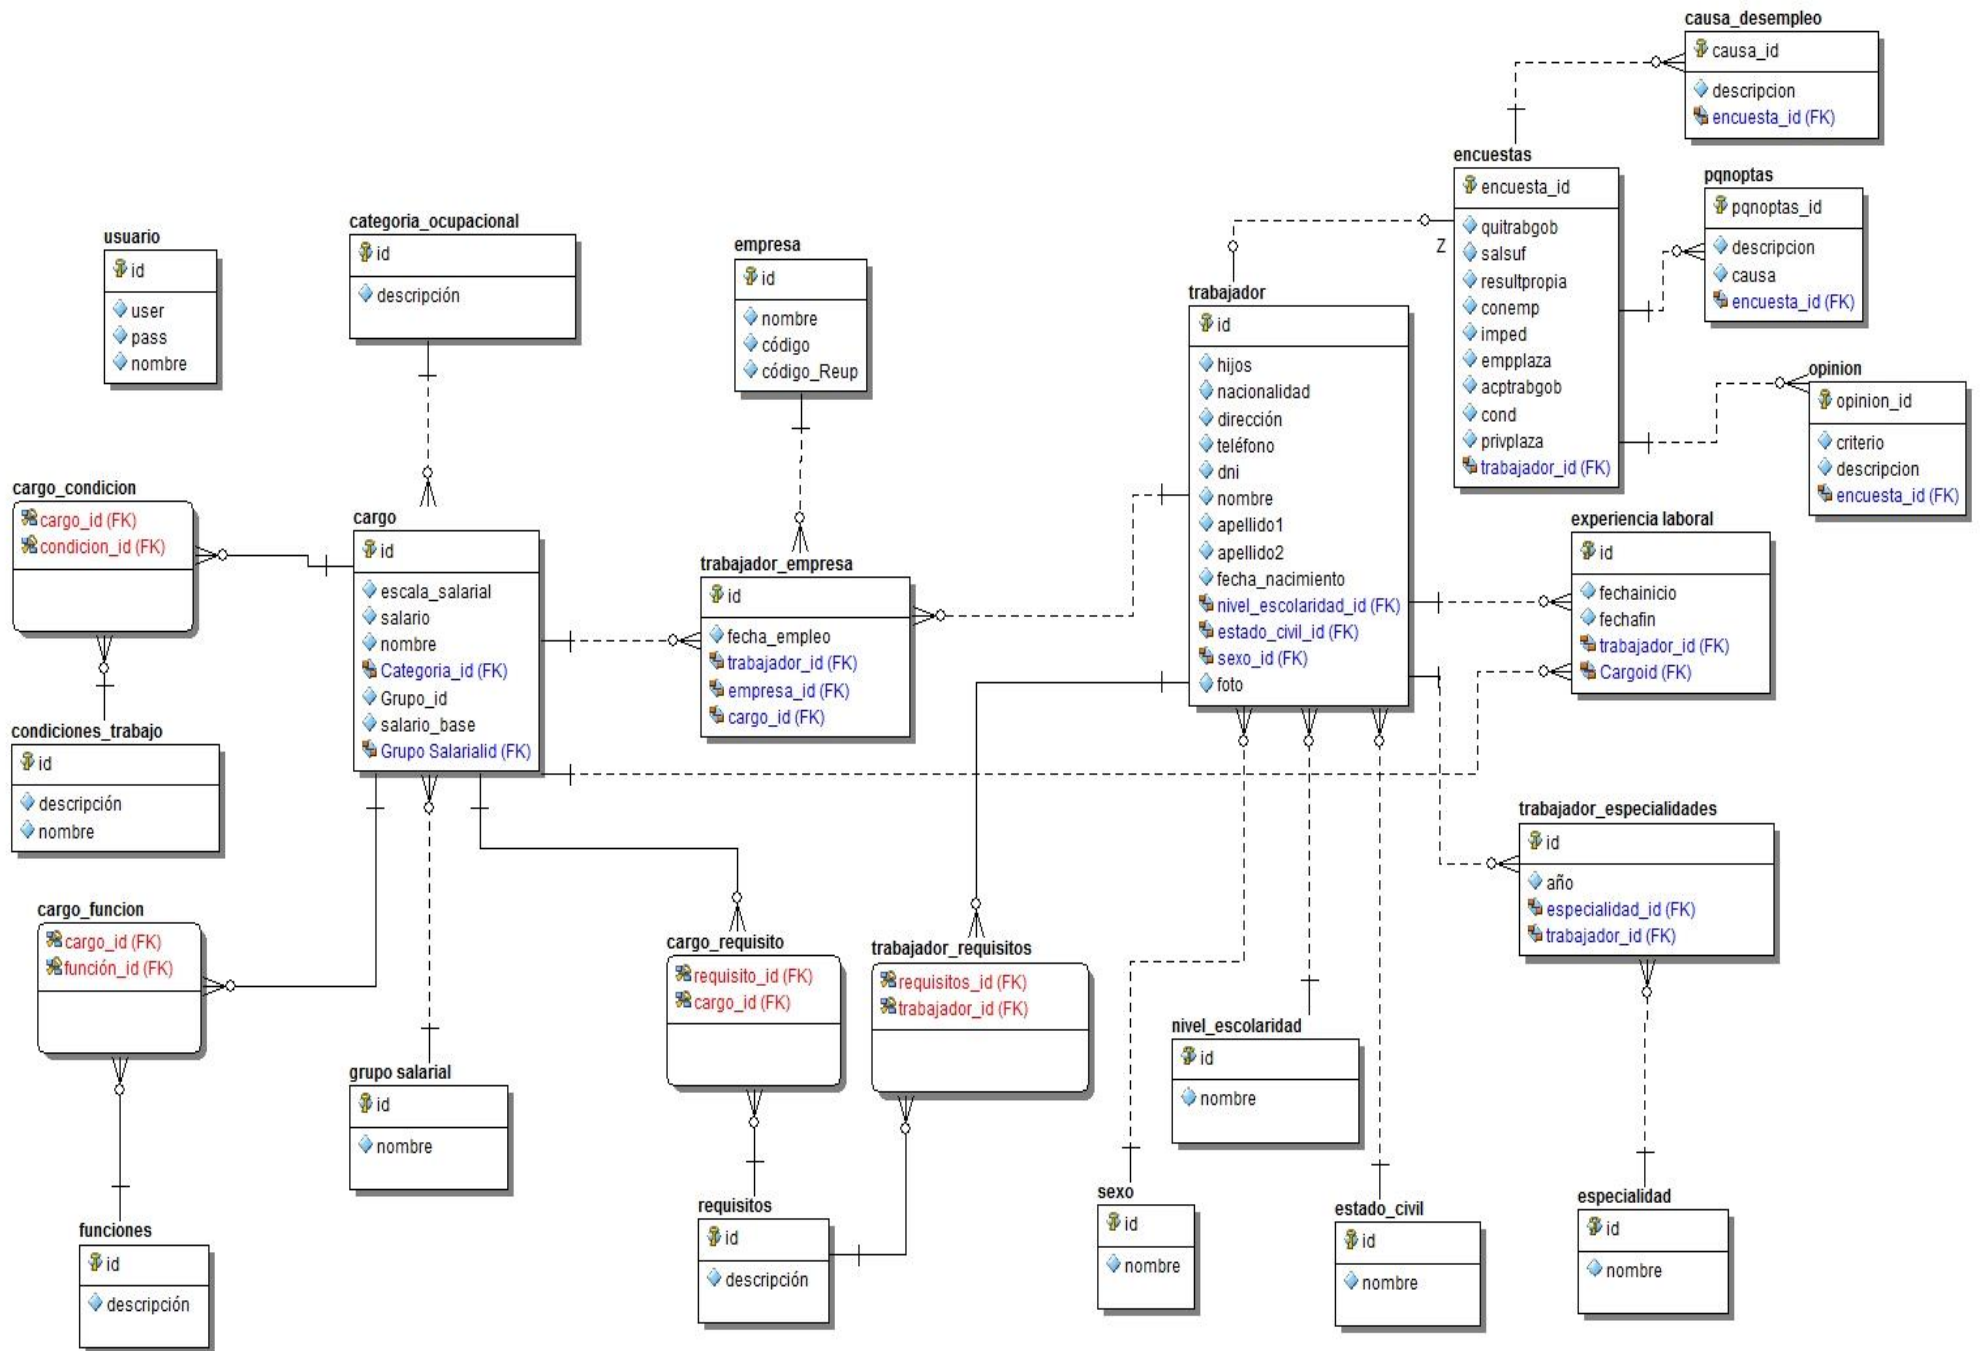 causa_desempleo
causa_id
descripcion
encuesta_id (FK)
encuestas
encuesta_id
quitrabgob
salsuf
resultpropia
conemp
imped
empplaza
acptrabgob
cond
privplaza
trabajador_id (FK)
pqnoptas
pqnoptas_id
descripcion
causa
encuesta_id (FK)
opinion
opinion_id
criterio
descripcion
encuesta_id (FK)
usuario
id
user
pass
nombre
categoria_ocupacional
id
descripción
empresa
id
nombre
código
código_Reup
Z
trabajador
id
hijos
nacionalidad
dirección
teléfono
dni
nombre
apellido1
apellido2
fecha_nacimiento
nivel_escolaridad_id (FK)
estado_civil_id (FK)
sexo_id (FK)
foto
cargo_condicion
cargo_id (FK)
condicion_id (FK)
cargo
id
escala_salarial
salario
nombre
Categoria_id (FK)
Grupo_id
salario_base
Grupo Salarialid (FK)
trabajador_empresa
id
fecha_empleo
trabajador_id (FK)
empresa_id (FK)
cargo_id (FK)
experiencia laboral
id
fechainicio
fechafin
trabajador_id (FK)
Cargoid (FK)
condiciones_trabajo
id
descripción
nombre
trabajador_especialidades
id
año
especialidad_id (FK)
trabajador_id (FK)
cargo_funcion
cargo_id (FK)
función_id (FK)
cargo_requisito
requisito_id (FK)
cargo_id (FK)
trabajador_requisitos
requisitos_id (FK)
trabajador_id (FK)
nivel_escolaridad
id
nombre
grupo salarial
id
nombre
funciones
id
descripción
requisitos
id
descripción
sexo
id
nombre
estado_civil
id
nombre
especialidad
id
nombre